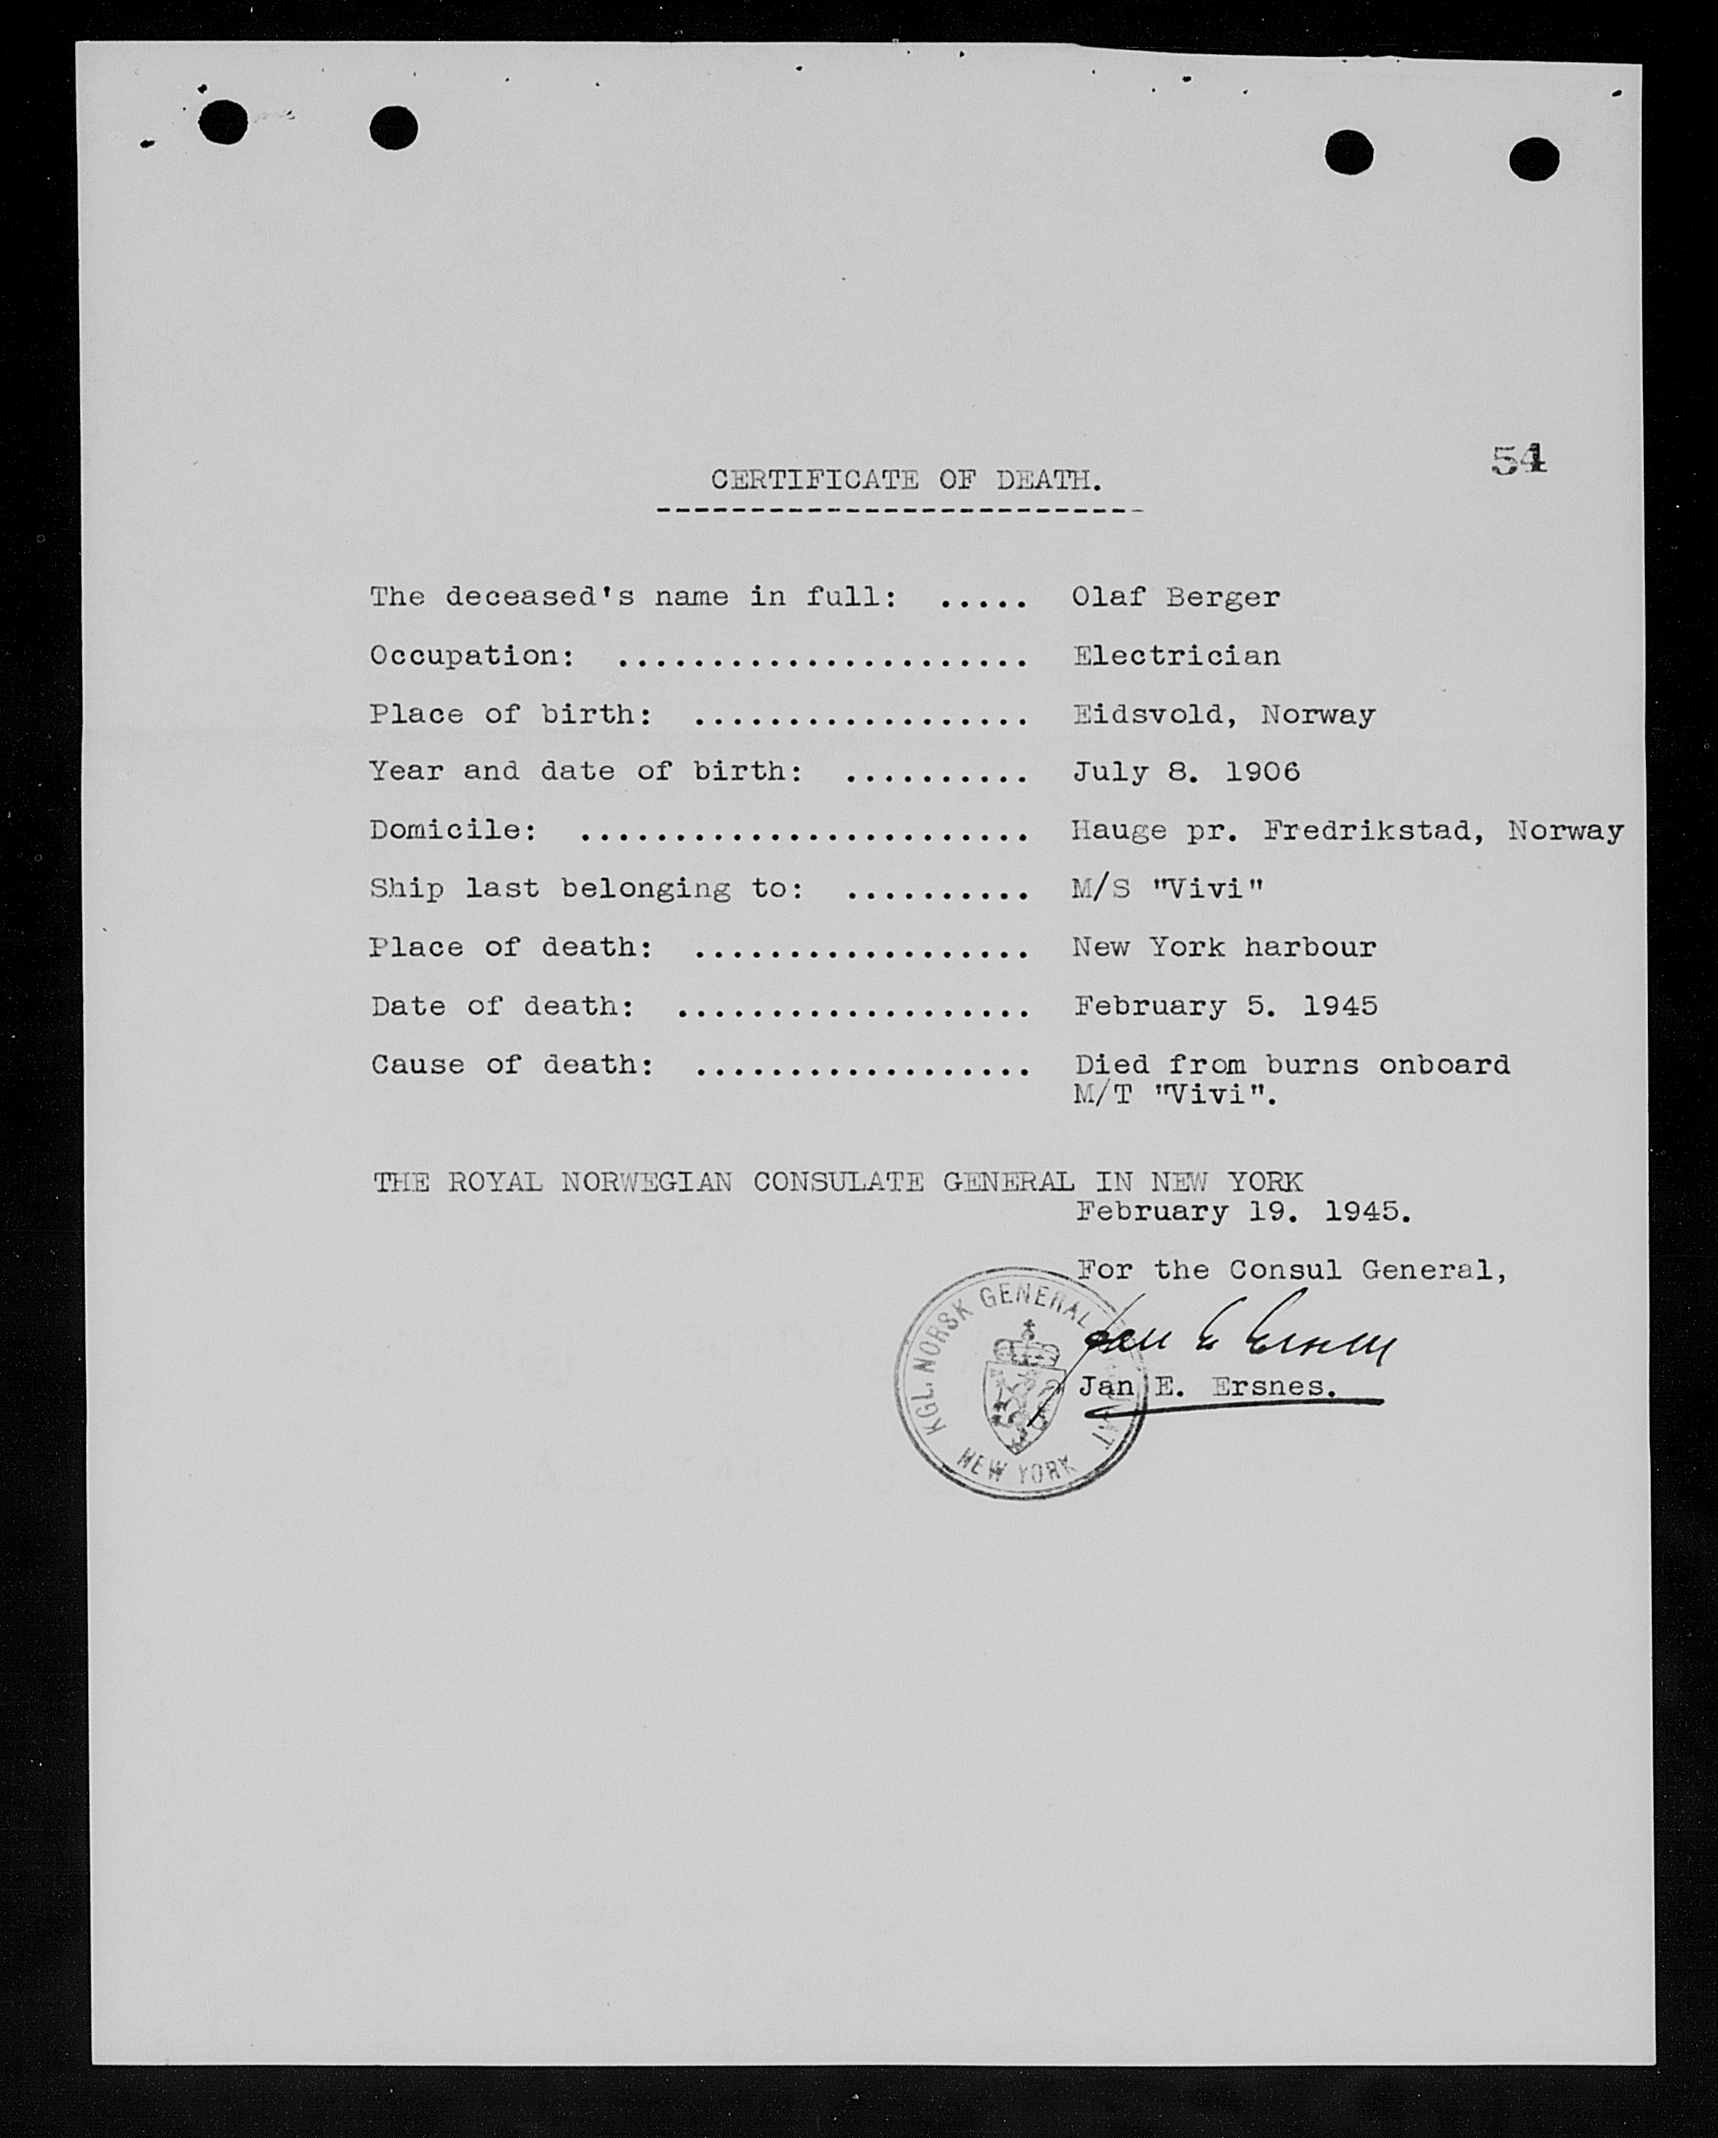 54
CERTIFICATE OF DEATH.
--------------------------
The deceased's name in full: ..... Olaf Berger
Occupation: ...................... Electrician
Place of birth: .................. Eidsvold, Norway
Year and date of birth: .......... July 8. 1906
Domicile: ........................ Hauge pr. Fredrikstad, Norway
Ship last belonging to: .......... M/S "Vivi"
Place of death: .................. New York harbour
Date of death: ................... February 5. 1945
Cause of death: .................. Died from burns onboard
M/T "Vivi".
THE ROYAL NORWEGIAN CONSULATE GENERAL IN NEW YORK
February 19. 1945.
For the Consul General,
Jan E. Ersnes
Jan E. Ersnes.
KGL. NORSK GENERAL
NEW YORK